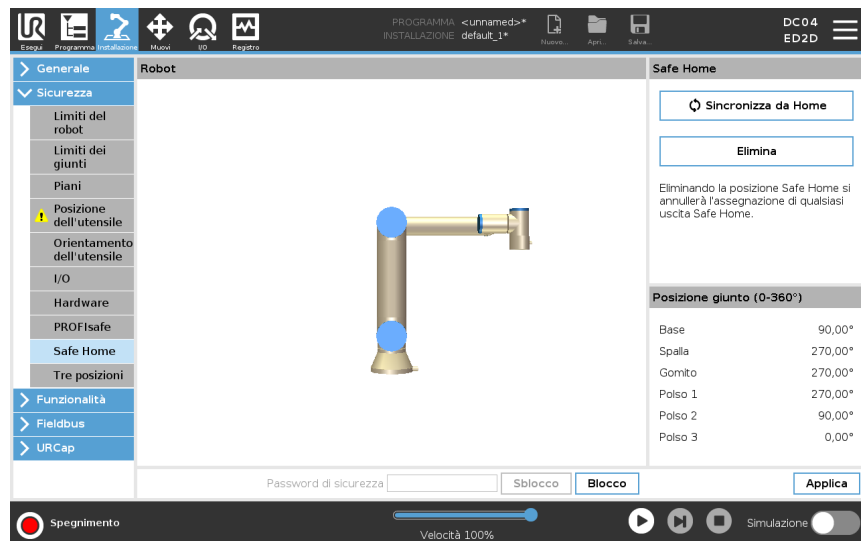 PROGRAMMA <unnamed>*
INSTALLAZIONE default_1*
Esegui Programma Installazione Muovi I/O Registro
Nuovo... Apri... Salva...
DC04
ED2D
Generale
Sicurezza
Limiti del
robot
Limiti dei
giunti
Piani
Posizione
dell'utensile
Orientamento
dell'utensile
I/O
Hardware
PROFIsafe
Safe Home
Tre posizioni
Funzionalità
Fieldbus
URCap
Robot
Safe Home
Sincronizza da Home
Elimina
Eliminando la posizione Safe Home si
annullerà l'assegnazione di qualsiasi
uscita Safe Home.
Posizione giunto (0-360°)
Base 90,00°
Spalla 270,00°
Gomito 270,00°
Polso 1 270,00°
Polso 2 90,00°
Polso 3 0,00°
Password di sicurezza Sblocco Blocco Applica
Spegnimento
Velocità 100%
Simulazione